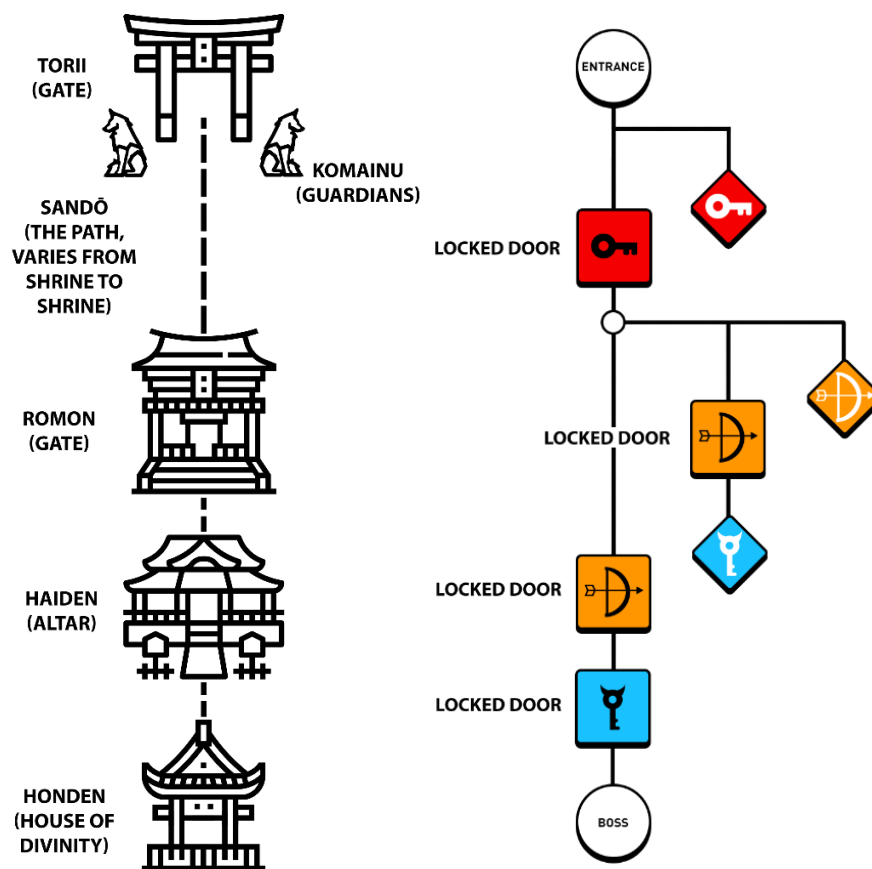 TORII
(GATE)
KOMAINU
(GUARDIANS)
SANDŌ
(THE PATH,
VARIES FROM
SHRINE TO
SHRINE)
ROMON
(GATE)
HAIDEN
(ALTAR)
HONDEN
(HOUSE OF
DIVINITY)
ENTRANCE
LOCKED DOOR
LOCKED DOOR
LOCKED DOOR
LOCKED DOOR
BOSS